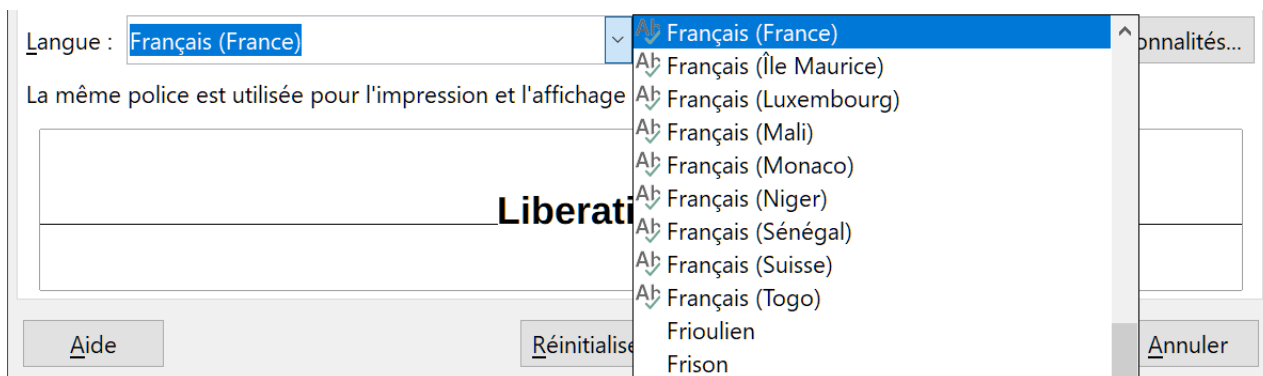 Langue : Français (France)
Français (France)
Français (Île Maurice)
La même police est utilisée pour l'impression et l'affichage
Français (Luxembourg)
Français (Mali)
Français (Monaco)
Français (Niger)
Liberati
Français (Sénégal)
Français (Suisse)
Français (Togo)
Frioulien
Frison
onnalités...
Aide
Réinitialise
Annuler